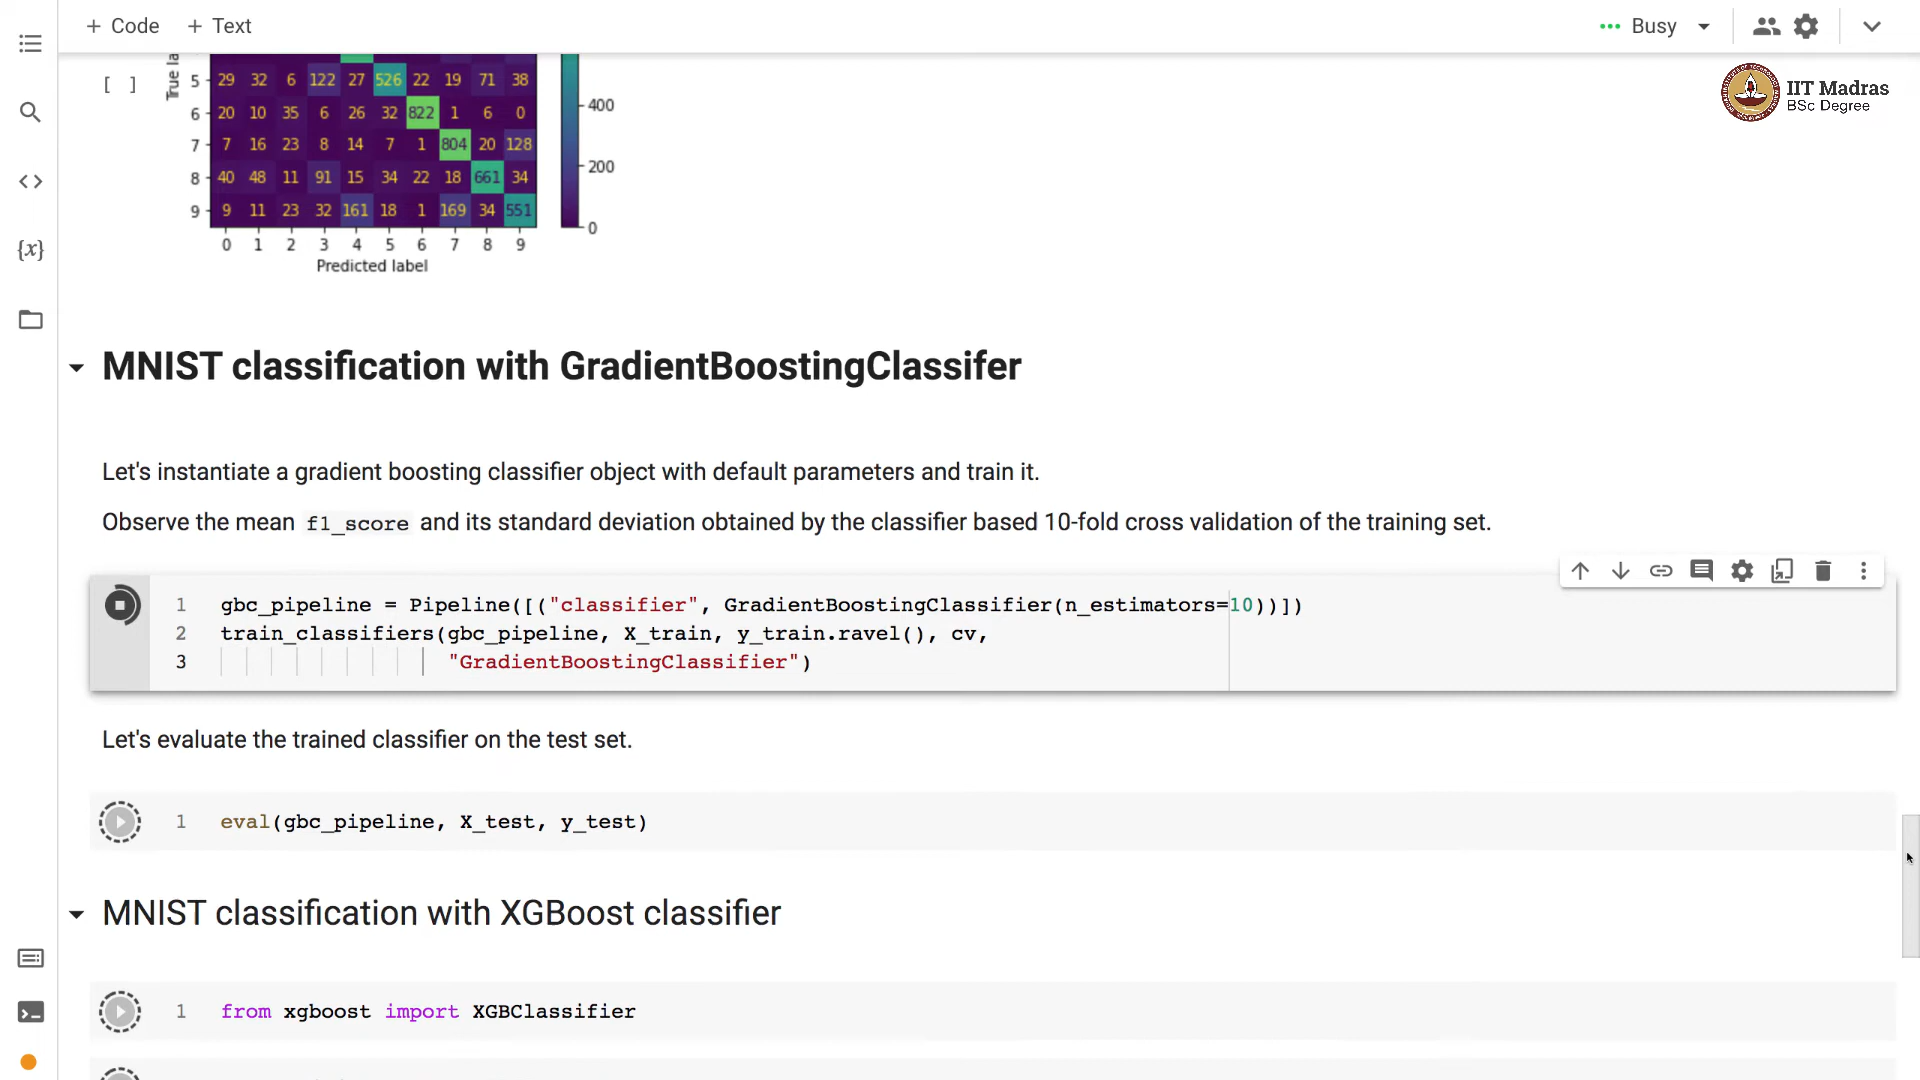 + Code + Text
Busy
IIT Madras
BSc Degree
[ ]
True la
5 29 32 6 122 27 526 22 19 71 38
6 20 10 35 6 26 32 822 1 6 0
7 7 16 23 8 14 7 1 804 20 128
8 40 48 11 91 15 34 22 18 661 34
9 9 11 23 32 161 18 1 169 34 551
0 1 2 3 4 5 6 7 8 9
Predicted label
400
200
0
{x}
MNIST classification with GradientBoostingClassifer
Let's instantiate a gradient boosting classifier object with default parameters and train it.
Observe the mean f1_score and its standard deviation obtained by the classifier based 10-fold cross validation of the training set.
1 gbc_pipeline = Pipeline([("classifier", GradientBoostingClassifier(n_estimators=10))])
2 train_classifiers(gbc_pipeline, X_train, y_train.ravel(), cv,
3 "GradientBoostingClassifier")
Let's evaluate the trained classifier on the test set.
1 eval(gbc_pipeline, X_test, y_test)
MNIST classification with XGBoost classifier
1 from xgboost import XGBClassifier